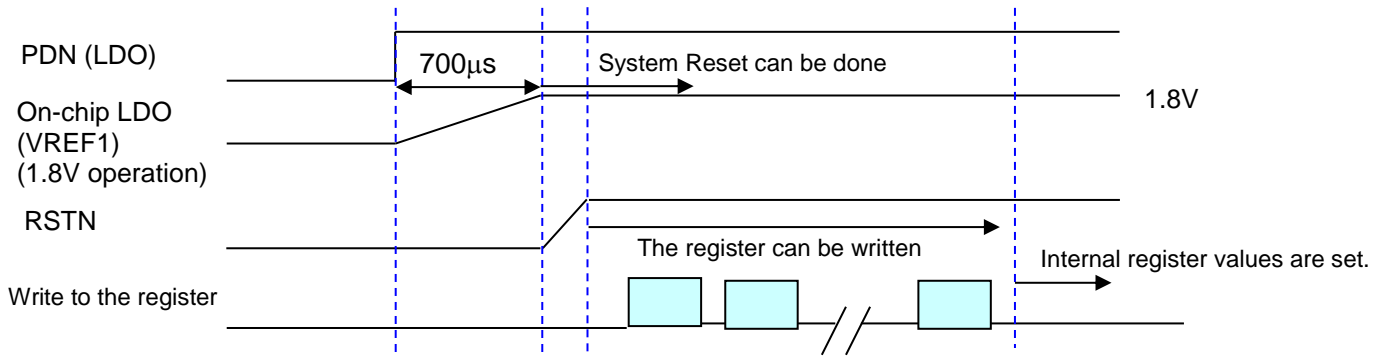 PDN (LDO)
700μs
System Reset can be done
On-chip LDO
(VREF1)
(1.8V operation)
1.8V
RSTN
The register can be written
Internal register values are set.
Write to the register